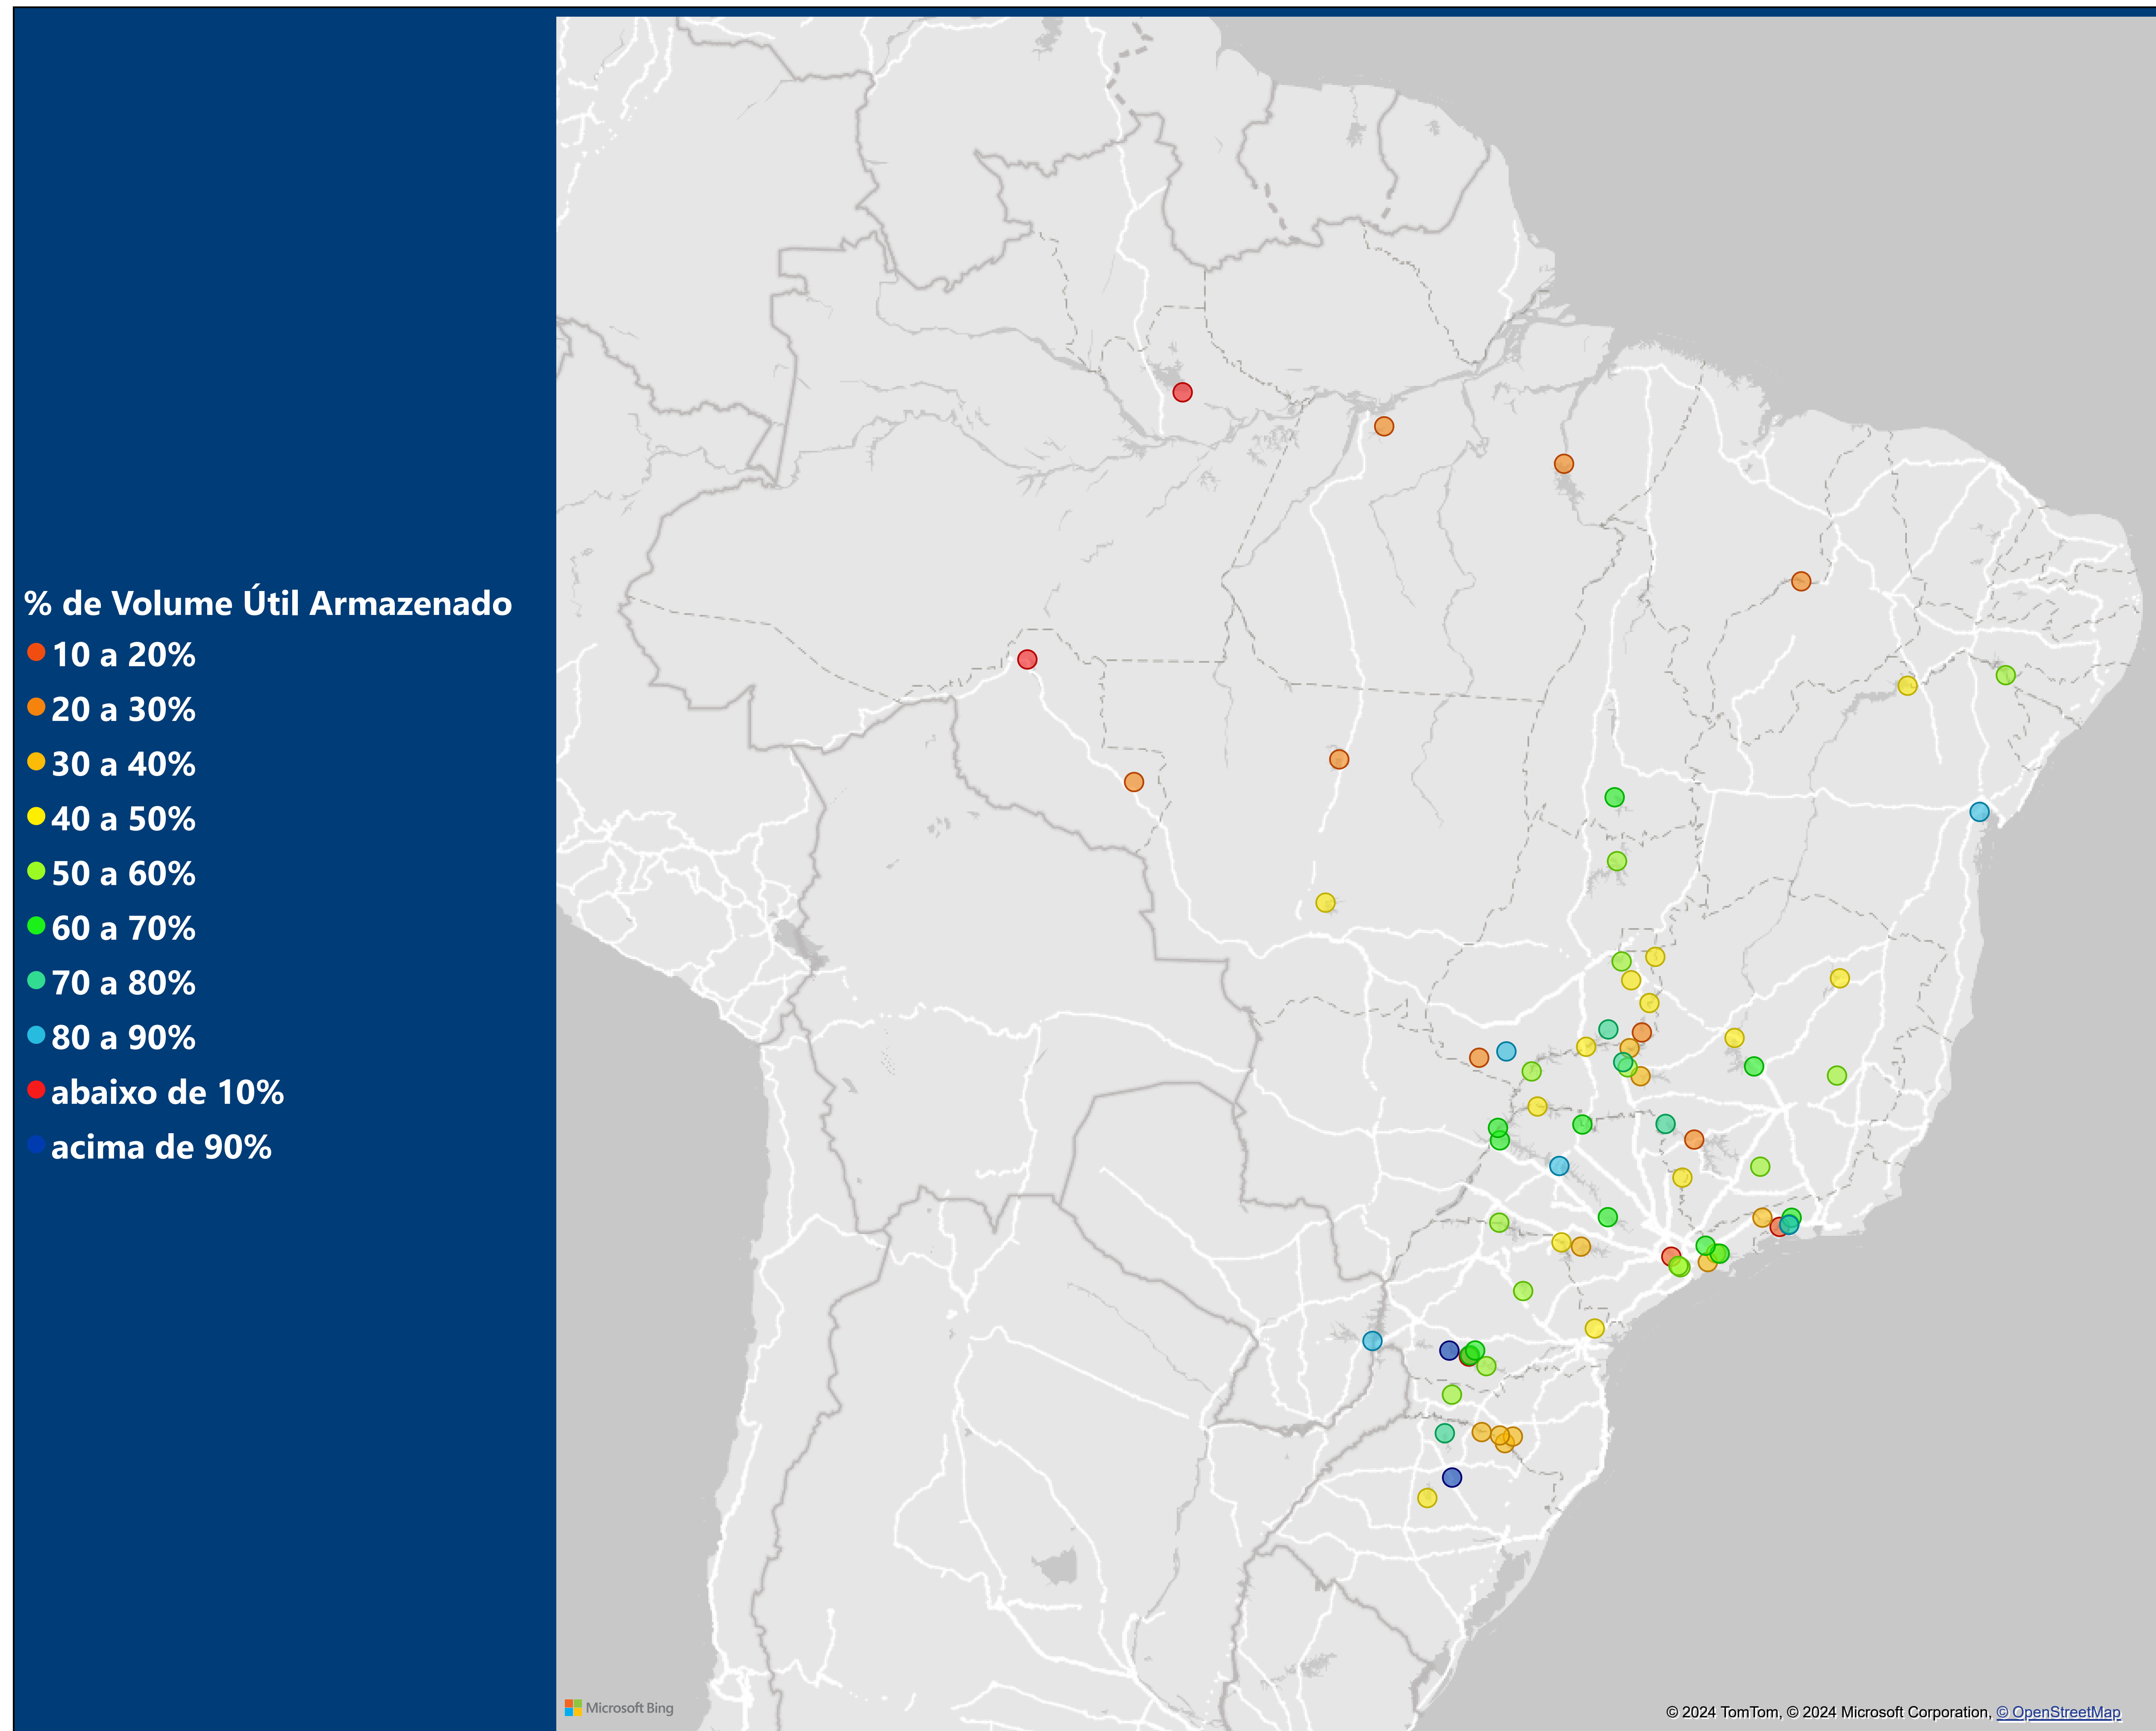 % de Volume Útil Armazenado
10 a 20%
20 a 30%
30 a 40%
40 a 50%
50 a 60%
60 a 70%
70 a 80%
80 a 90%
abaixo de 10%
acima de 90%
Microsoft Bing
© 2024 TomTom, © 2024 Microsoft Corporation, © OpenStreetMap